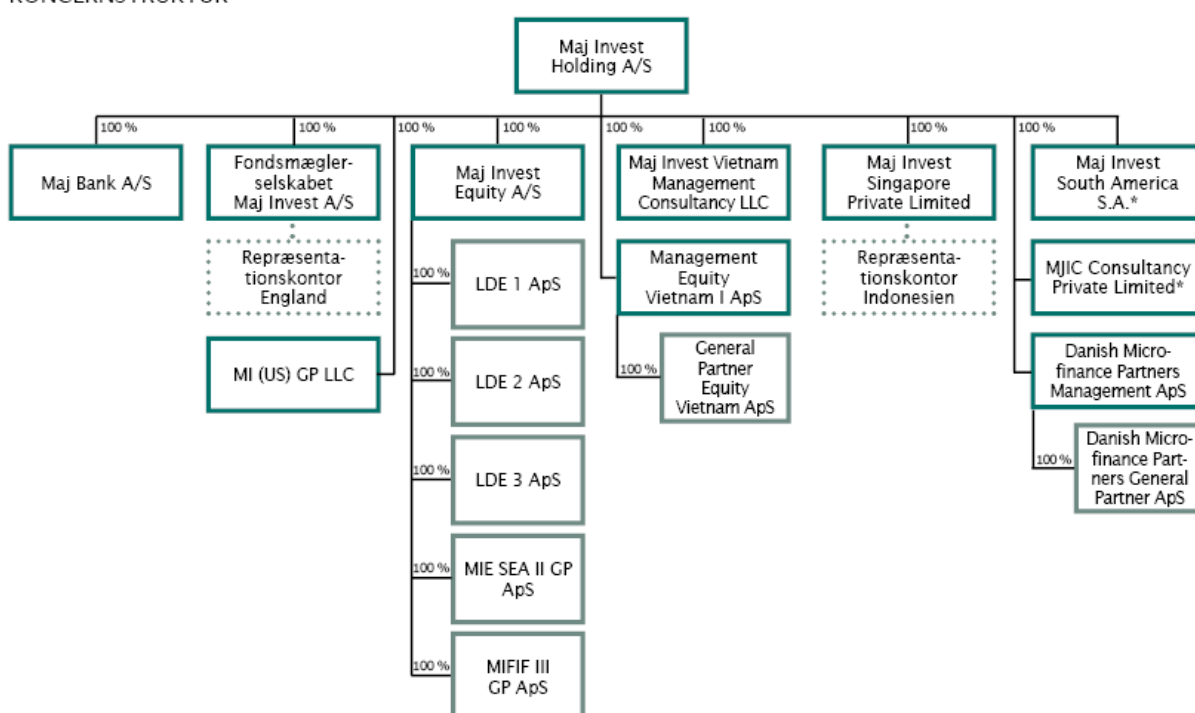 KONCERNSTRUKTUR
Maj Invest
Holding A/S
100 %
100 %
100 %
100 %
100 %
100 %
100 %
100 %
Maj Bank A/S
Fondsmægler-
selskabet
Maj Invest A/S
Maj Invest
Equity A/S
Maj Invest Vietnam
Management
Consultancy LLC
Maj Invest
Singapore
Private Limited
Maj Invest
South America
S.A.*
Repræsenta-
tionskontor
England
100 %
LDE 1 ApS
Management
Equity
Vietnam I ApS
Repræsenta-
tionskontor
Indonesien
MJIC Consultancy
Private Limited*
MI (US) GP LLC
100 %
LDE 2 ApS
100 %
General
Partner
Equity
Vietnam ApS
Danish Micro-
finance Partners
Management ApS
100 %
LDE 3 ApS
100 %
Danish Micro-
finance Part-
ners General
Partner ApS
100 %
MIE SEA II GP
ApS
100 %
MIFIF III
GP ApS